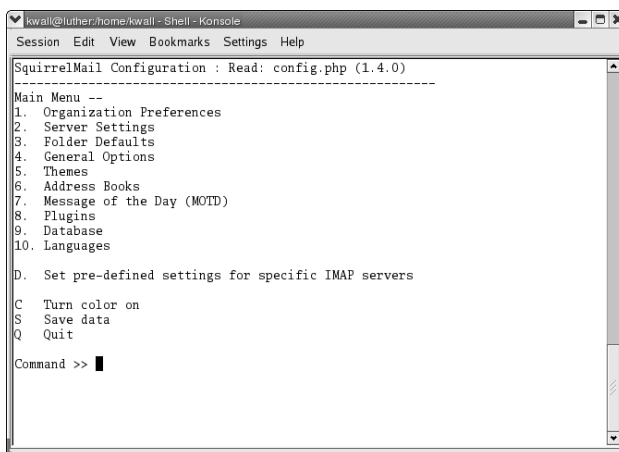 kwall@luther:/home/kwall - Shell - Konsole
Session Edit View Bookmarks Settings Help
SquirrelMail Configuration : Read: config.php (1.4.0)
---------------------------------------------------------
Main Menu --
1.  Organization Preferences
2.  Server Settings
3.  Folder Defaults
4.  General Options
5.  Themes
6.  Address Books
7.  Message of the Day (MOTD)
8.  Plugins
9.  Database
10. Languages
D.  Set pre-defined settings for specific IMAP servers
C   Turn color on
S   Save data
Q   Quit
Command >>